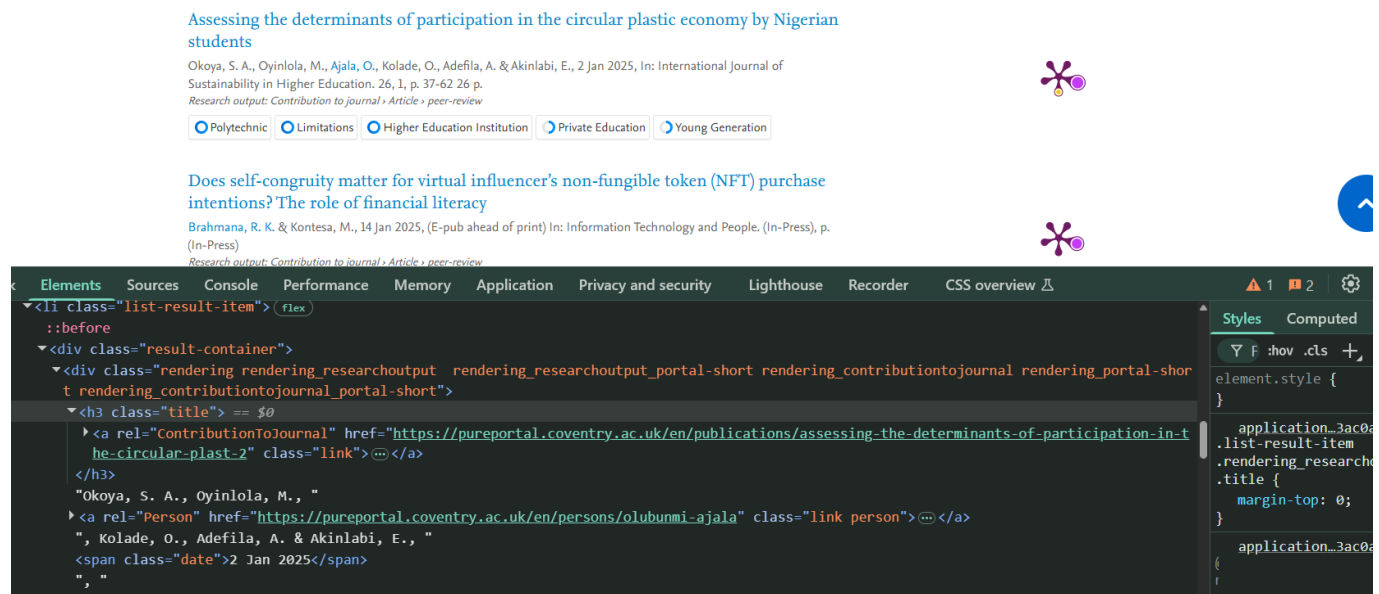 Assessing the determinants of participation in the circular plastic economy by Nigerian
students
Okoya, S. A., Oyinlola, M., Ajala, O., Kolade, O., Adefila, A. & Akinlabi, E., 2 Jan 2025, In: International Journal of
Sustainability in Higher Education. 26, 1, p. 37-62 26 p.
Research output: Contribution to journal › Article › peer-review
Polytechnic Limitations Higher Education Institution Private Education Young Generation
Does self-congruity matter for virtual influencer's non-fungible token (NFT) purchase
intentions? The role of financial literacy
Brahmana, R. K. & Kontesa, M., 14 Jan 2025, (E-pub ahead of print) In: Information Technology and People. (In-Press), p.
(In-Press)
Research output: Contribution to journal › Article › peer-review
Elements Sources Console Performance Memory Application Privacy and security Lighthouse Recorder CSS overview 1 2
<li class="list-result-item"> flex
::before
<div class="result-container">
<div class="rendering rendering_researchoutput  rendering_researchoutput_portal-short rendering_contributiontojournal rendering_portal-shor
t rendering_contributiontojournal_portal-short">
<h3 class="title"> == $0
<a rel="ContributionToJournal" href="https://pureportal.coventry.ac.uk/en/publications/assessing-the-determinants-of-participation-in-t
he-circular-plast-2" class="link">…</a>
</h3>
"Okoya, S. A., Oyinlola, M., "
<a rel="Person" href="https://pureportal.coventry.ac.uk/en/persons/olubunmi-ajala" class="link person">…</a>
", Kolade, O., Adefila, A. & Akinlabi, E., "
<span class="date">2 Jan 2025</span>
", "
Styles Computed
F :hov .cls
element.style {
}
application…3ac0a
.list-result-item
.rendering_researcho
.title {
margin-top: 0;
}
application…3ac0a